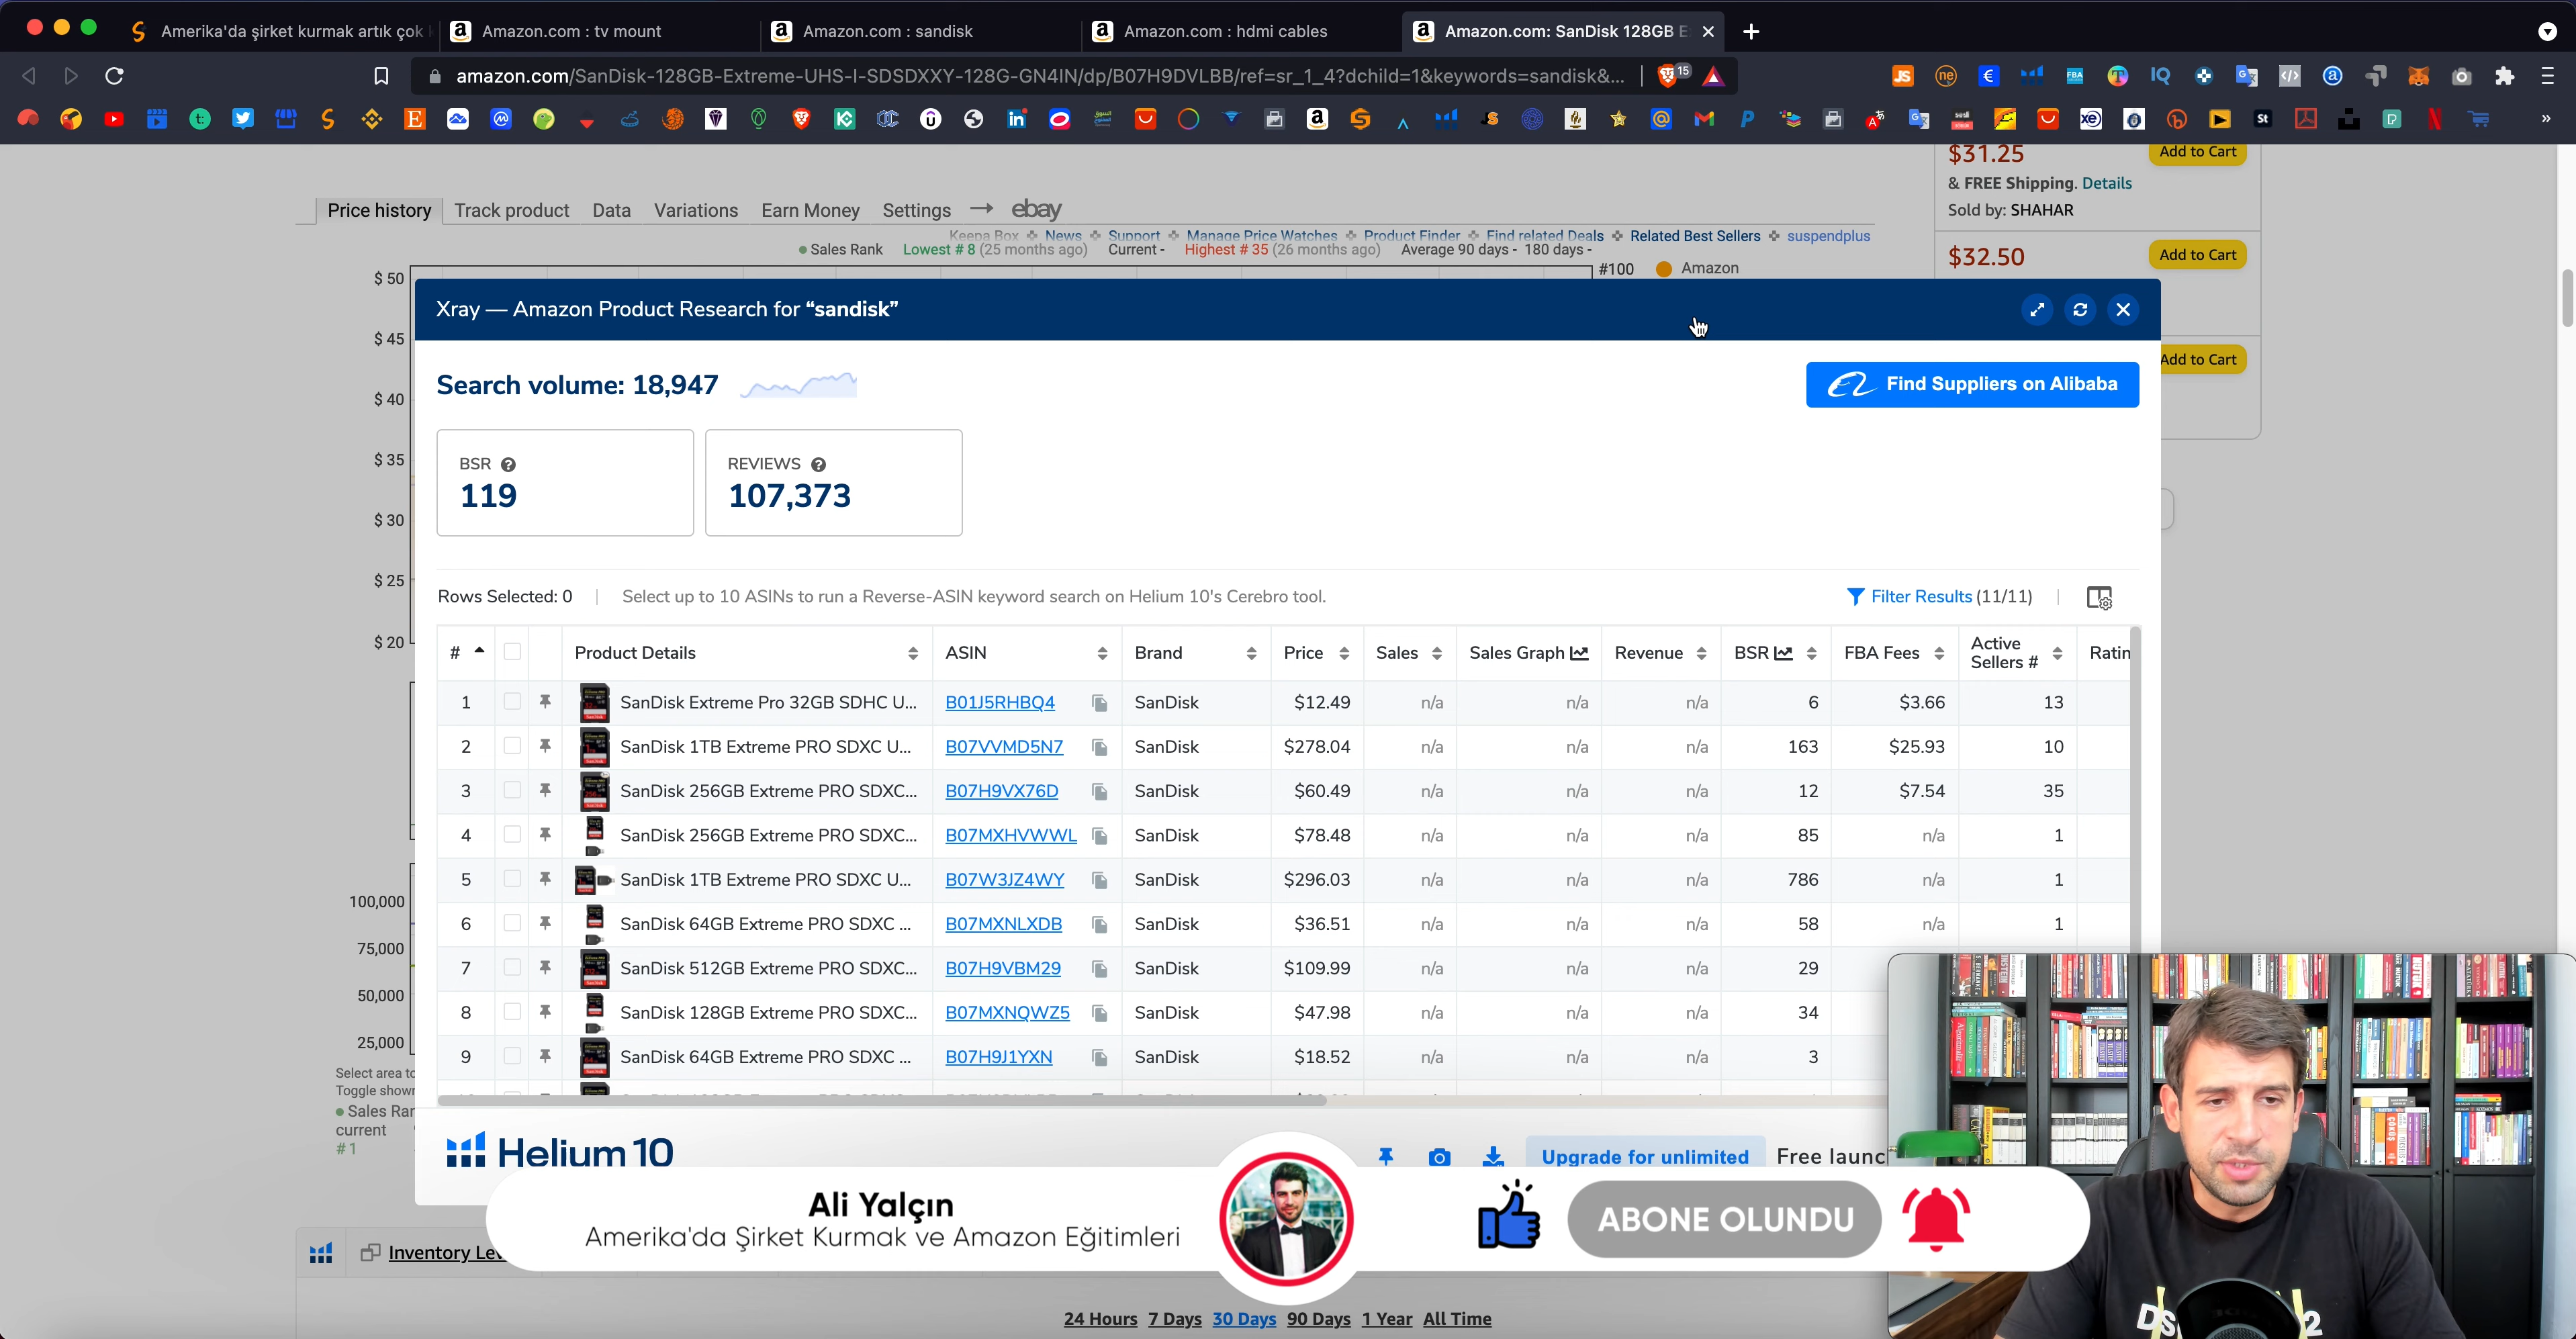 Amerika'da şirket kurmak artık çok k
Amazon.com : tv mount
Amazon.com : sandisk
Amazon.com : hdmi cables
Amazon.com: SanDisk 128GB E
amazon.com/SanDisk-128GB-Extreme-UHS-I-SDSDXXY-128G-GN4IN/dp/B07H9DVLBB/ref=sr_1_4?dchild=1&keywords=sandisk&...
$31.25 Add to Cart
& FREE Shipping. Details
Sold by: SHAHAR
$32.50 Add to Cart
Add to Cart
Price history Track product Data Variations Earn Money Settings → ebay
Keepa Box News Support Manage Price Watches Product Finder Find related Deals Related Best Sellers suspendplus
Sales Rank Lowest # 8 (25 months ago) Current - Highest # 35 (26 months ago) Average 90 days - 180 days -
#100 Amazon
$ 50
$ 45
$ 40
$ 35
$ 30
$ 25
$ 20
100,000
75,000
50,000
25,000
Select area to
Toggle shown
Sales Ran
current
# 1
Xray — Amazon Product Research for “sandisk”
Search volume: 18,947
Find Suppliers on Alibaba
BSR
119
REVIEWS
107,373
Rows Selected: 0 | Select up to 10 ASINs to run a Reverse-ASIN keyword search on Helium 10's Cerebro tool.
Filter Results (11/11)
# Product Details ASIN Brand Price Sales Sales Graph Revenue BSR FBA Fees Active Sellers # Ratin
1 SanDisk Extreme Pro 32GB SDHC U... B01J5RHBQ4 SanDisk $12.49 n/a n/a n/a 6 $3.66 13
2 SanDisk 1TB Extreme PRO SDXC U... B07VVMD5N7 SanDisk $278.04 n/a n/a n/a 163 $25.93 10
3 SanDisk 256GB Extreme PRO SDXC... B07H9VX76D SanDisk $60.49 n/a n/a n/a 12 $7.54 35
4 SanDisk 256GB Extreme PRO SDXC... B07MXHVWWL SanDisk $78.48 n/a n/a n/a 85 n/a 1
5 SanDisk 1TB Extreme PRO SDXC U... B07W3JZ4WY SanDisk $296.03 n/a n/a n/a 786 n/a 1
6 SanDisk 64GB Extreme PRO SDXC ... B07MXNLXDB SanDisk $36.51 n/a n/a n/a 58 n/a 1
7 SanDisk 512GB Extreme PRO SDXC... B07H9VBM29 SanDisk $109.99 n/a n/a n/a 29
8 SanDisk 128GB Extreme PRO SDXC... B07MXNQWZ5 SanDisk $47.98 n/a n/a n/a 34
9 SanDisk 64GB Extreme PRO SDXC ... B07H9J1YXN SanDisk $18.52 n/a n/a n/a 3
Helium 10
Upgrade for unlimited
Free launc
Ali Yalçın
Amerika'da Şirket Kurmak ve Amazon Eğitimleri
ABONE OLUNDU
Inventory Lev
24 Hours 7 Days 30 Days 90 Days 1 Year All Time